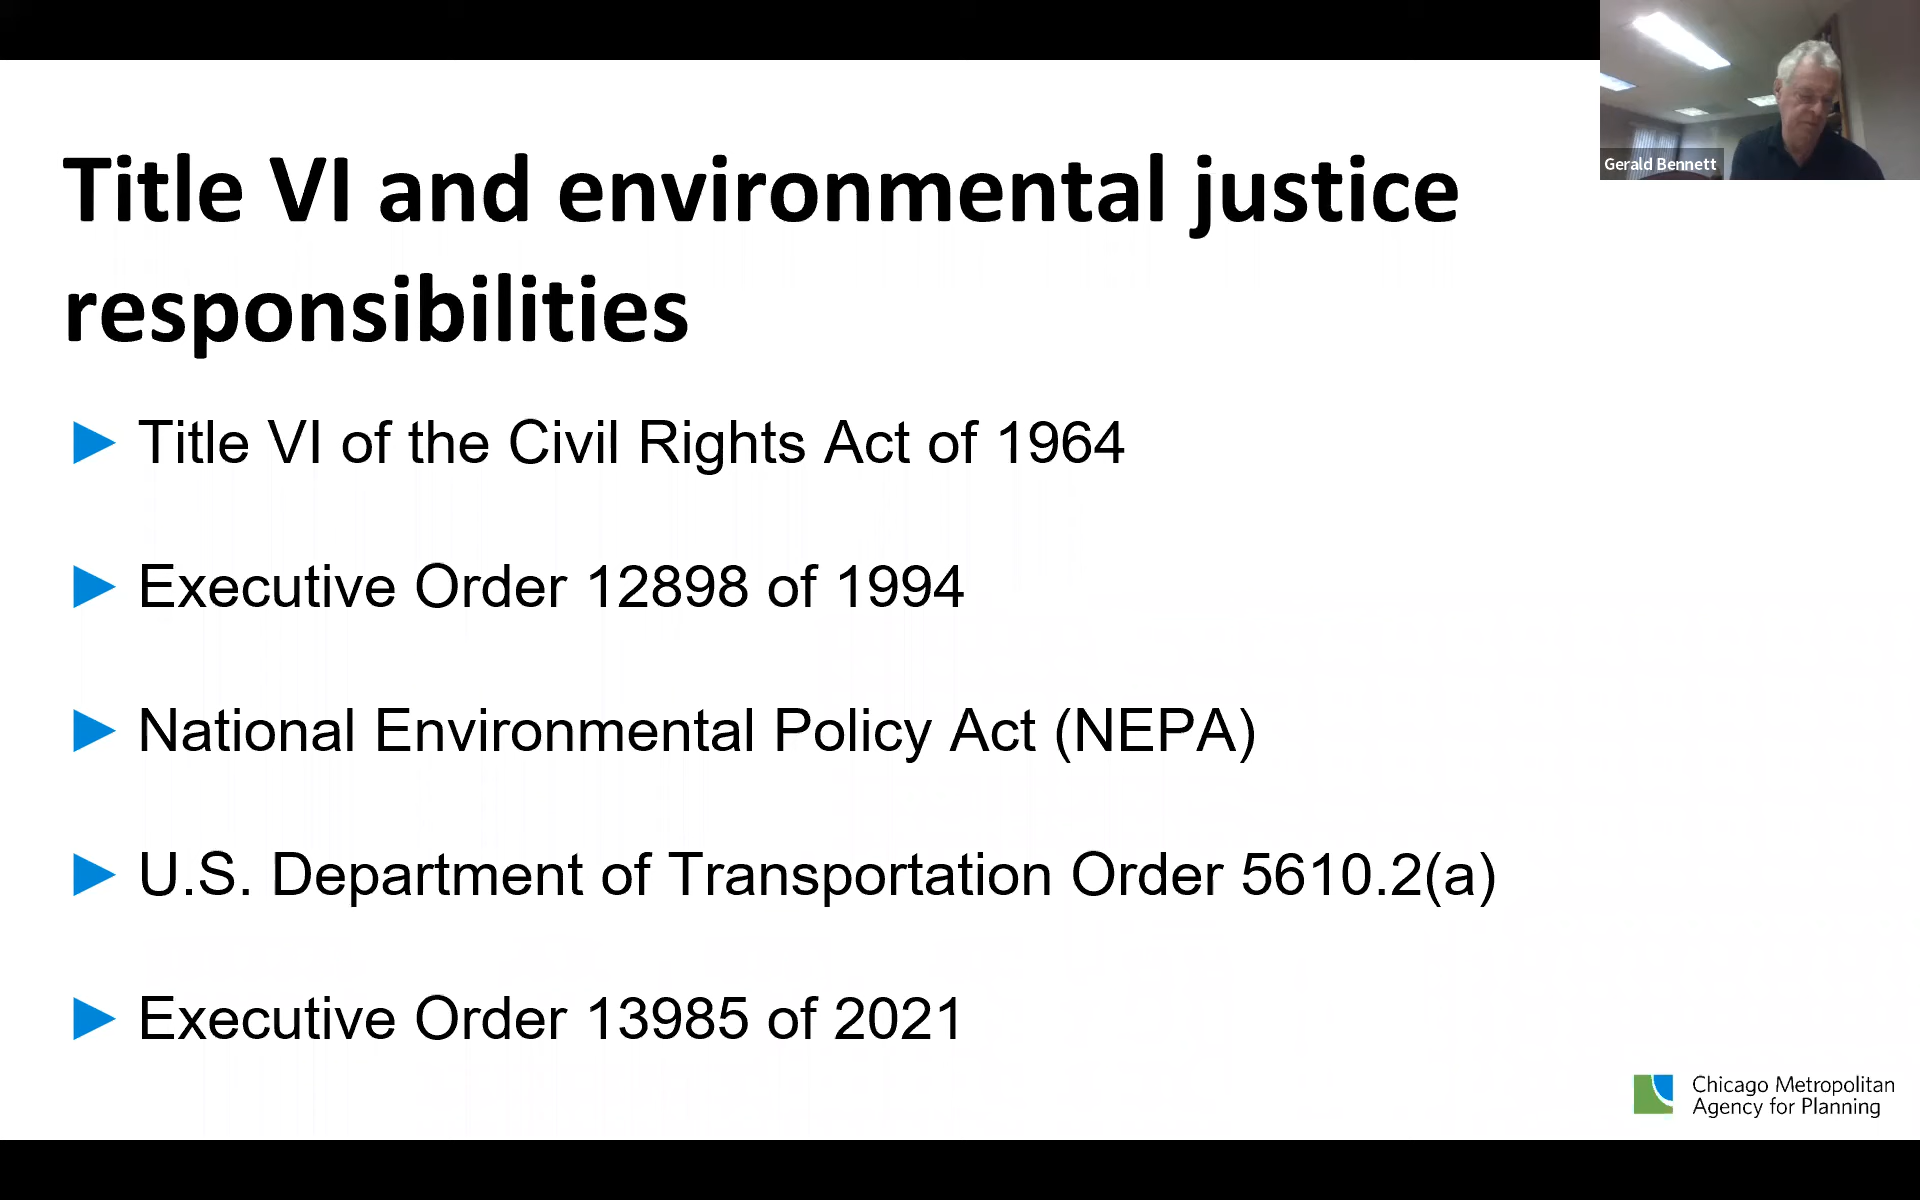 Gerald Bennett
Title VI and environmental justice
responsibilities
Title VI of the Civil Rights Act of 1964
Executive Order 12898 of 1994
National Environmental Policy Act (NEPA)
U.S. Department of Transportation Order 5610.2(a)
Executive Order 13985 of 2021
Chicago Metropolitan
Agency for Planning